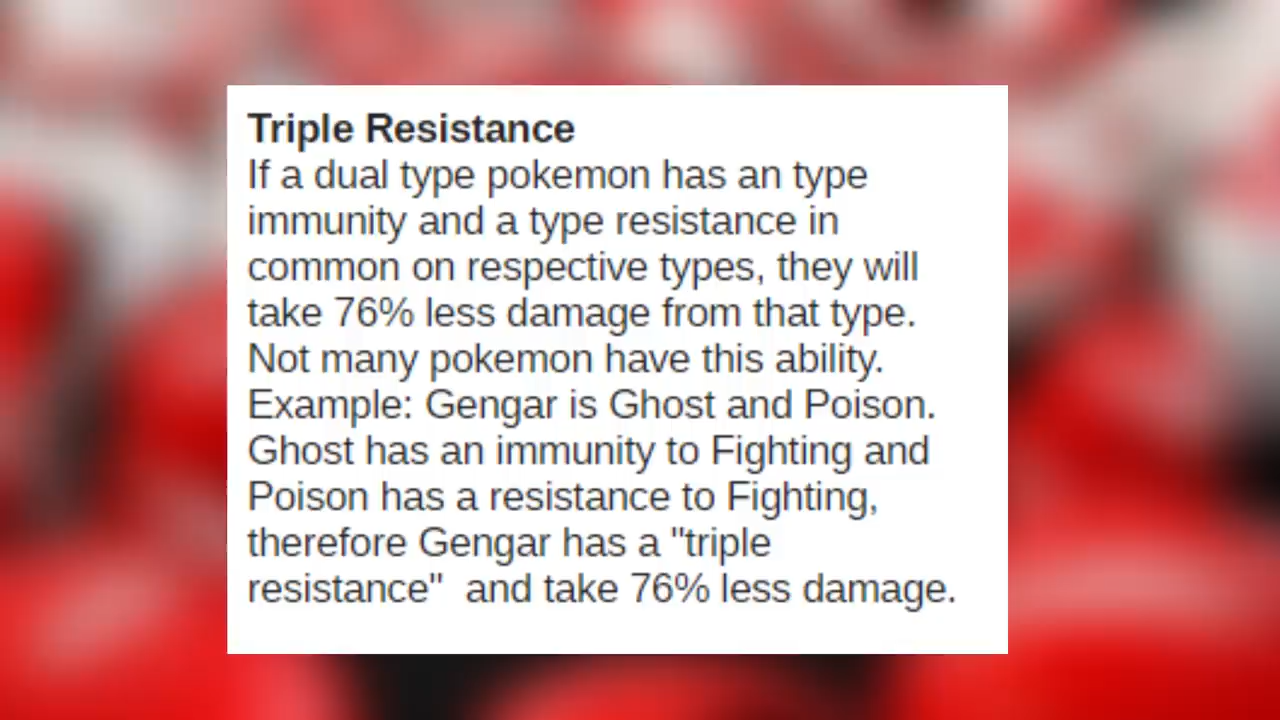 Triple Resistance
If a dual type pokemon has an type
immunity and a type resistance in
common on respective types, they will
take 76% less damage from that type.
Not many pokemon have this ability.
Example: Gengar is Ghost and Poison.
Ghost has an immunity to Fighting and
Poison has a resistance to Fighting,
therefore Gengar has a "triple
resistance"  and take 76% less damage.